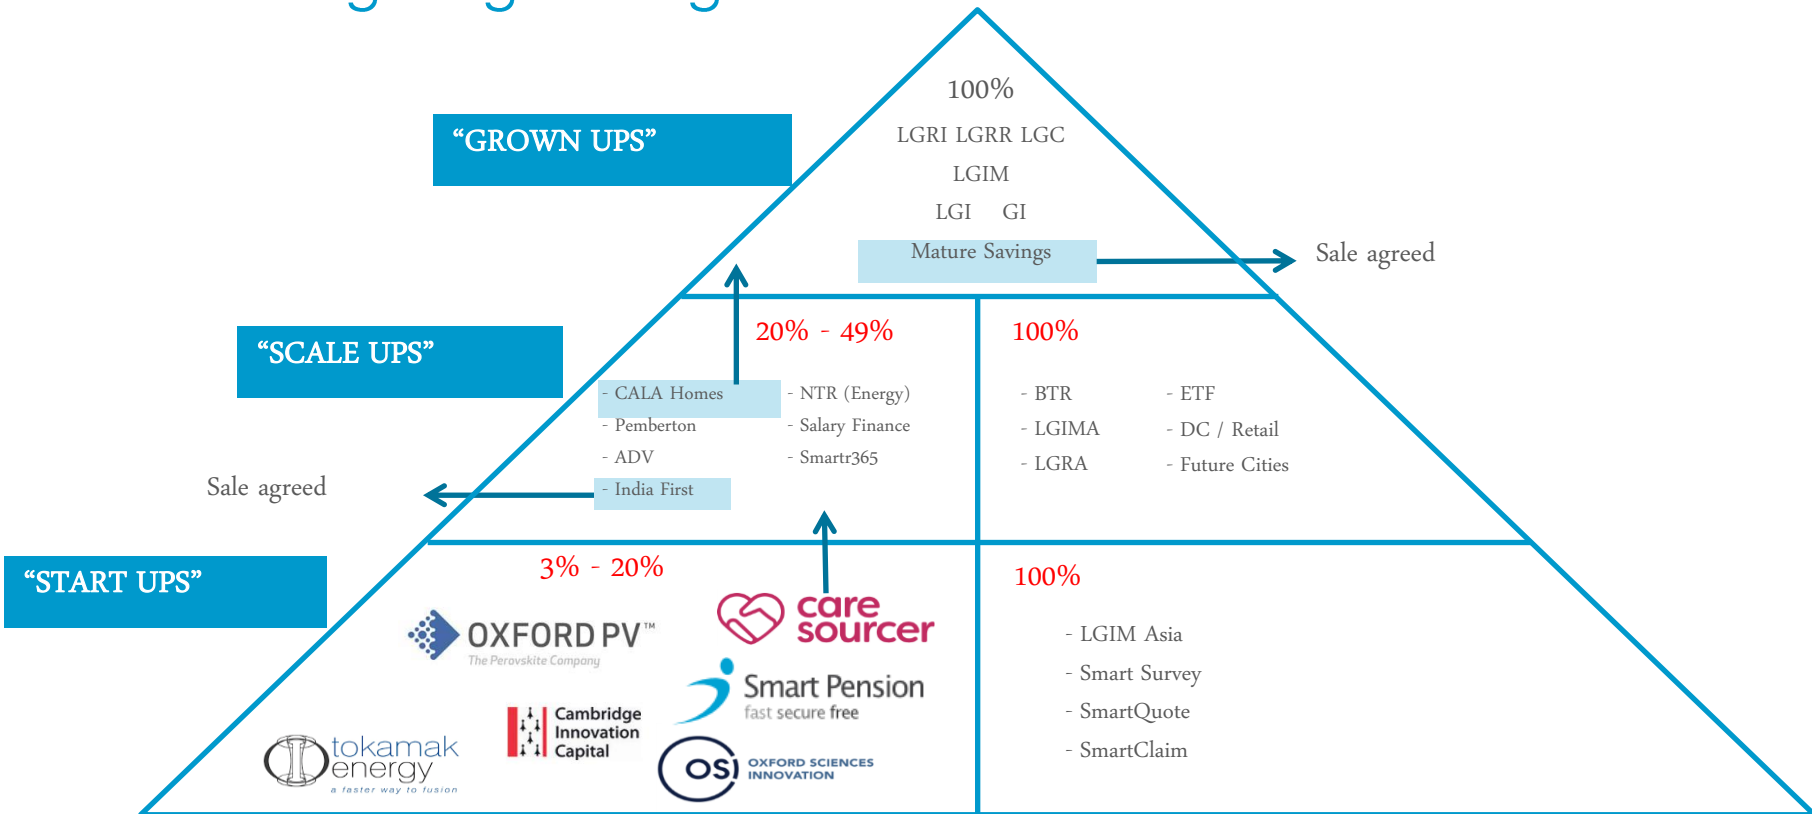 100%
“GROWN UPS”
LGRI LGRR LGC
LGIM
LGI GI
Mature Savings
Sale agreed
“SCALE UPS”
20% - 49%
100%
- CALA Homes
- Pemberton
- ADV
- India First
- NTR (Energy)
- Salary Finance
- Smartr365
- BTR
- LGIMA
- LGRA
- ETF
- DC / Retail
- Future Cities
Sale agreed
“START UPS”
3% - 20%
100%
OXFORD PV™
The Perovskite Company
care
sourcer
Smart Pension
fast secure free
Cambridge
Innovation
Capital
tokamak
energy
a faster way to fusion
OSI
OXFORD SCIENCES
INNOVATION
- LGIM Asia
- Smart Survey
- SmartQuote
- SmartClaim